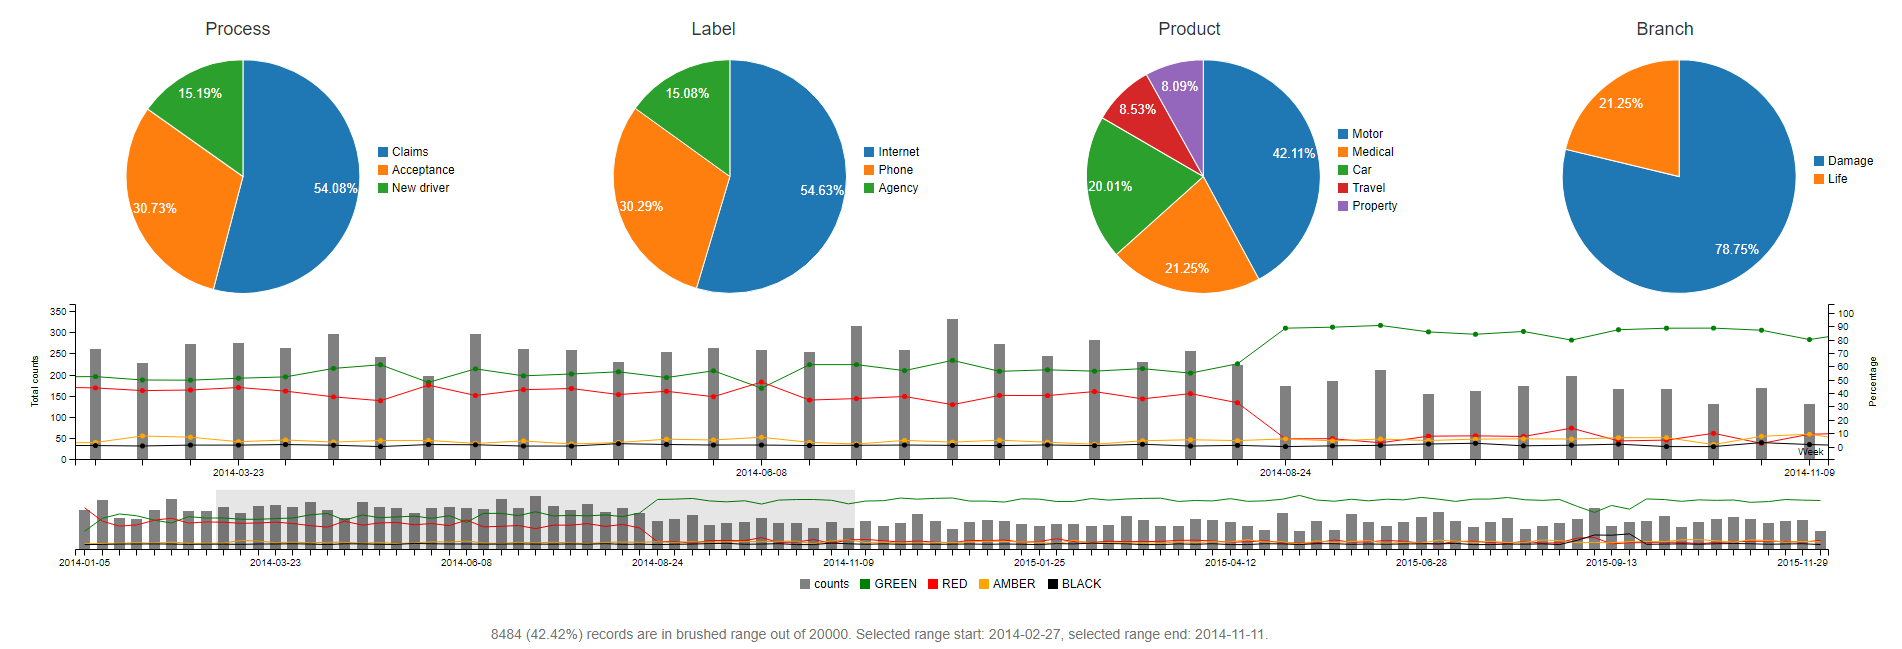 Process
Label
Product
Branch
15.19%
30.73%
54.08%
Claims
Acceptance
New driver
15.08%
30.29%
54.63%
Internet
Phone
Agency
8.09%
8.53%
42.11%
20.01%
21.25%
Motor
Medical
Car
Travel
Property
21.25%
78.75%
Damage
Life
Total counts
350
300
250
200
150
100
50
0
100
90
80
70
60
50
40
30
20
10
0
Percentage
Week
2014-03-23 2014-06-08 2014-08-24 2014-11-09
2014-01-05 2014-03-23 2014-06-08 2014-08-24 2014-11-09 2015-01-25 2015-04-12 2015-06-28 2015-09-13 2015-11-29
counts GREEN RED AMBER BLACK
8484 (42.42%) records are in brushed range out of 20000. Selected range start: 2014-02-27, selected range end: 2014-11-11.